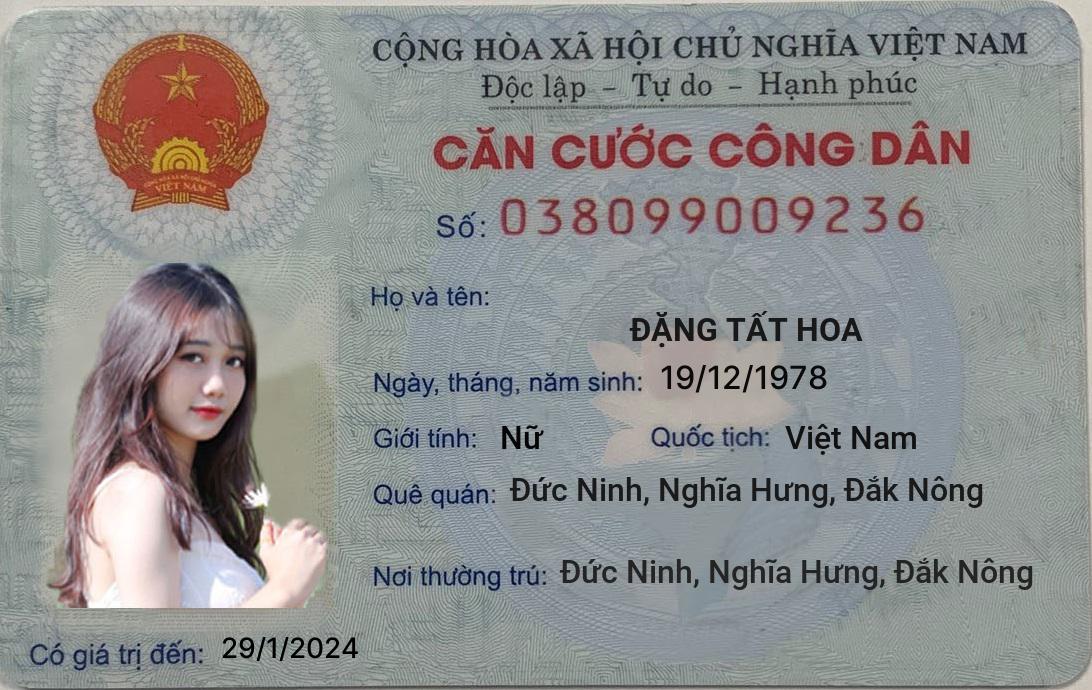 CỘNG HÒA XÃ HỘI CHỦ NGHĨA VIỆT NAM
Độc lập – Tự do – Hạnh phúc
CĂN CƯỚC CÔNG DÂN
Số: 038099009236
Họ và tên:
ĐẶNG TẤT HOA
Ngày, tháng, năm sinh: 19/12/1978
Giới tính: Nữ Quốc tịch: Việt Nam
Quê quán: Đức Ninh, Nghĩa Hưng, Đắk Nông
Nơi thường trú: Đức Ninh, Nghĩa Hưng, Đắk Nông
Có giá trị đến: 29/1/2024
VIỆT NAM